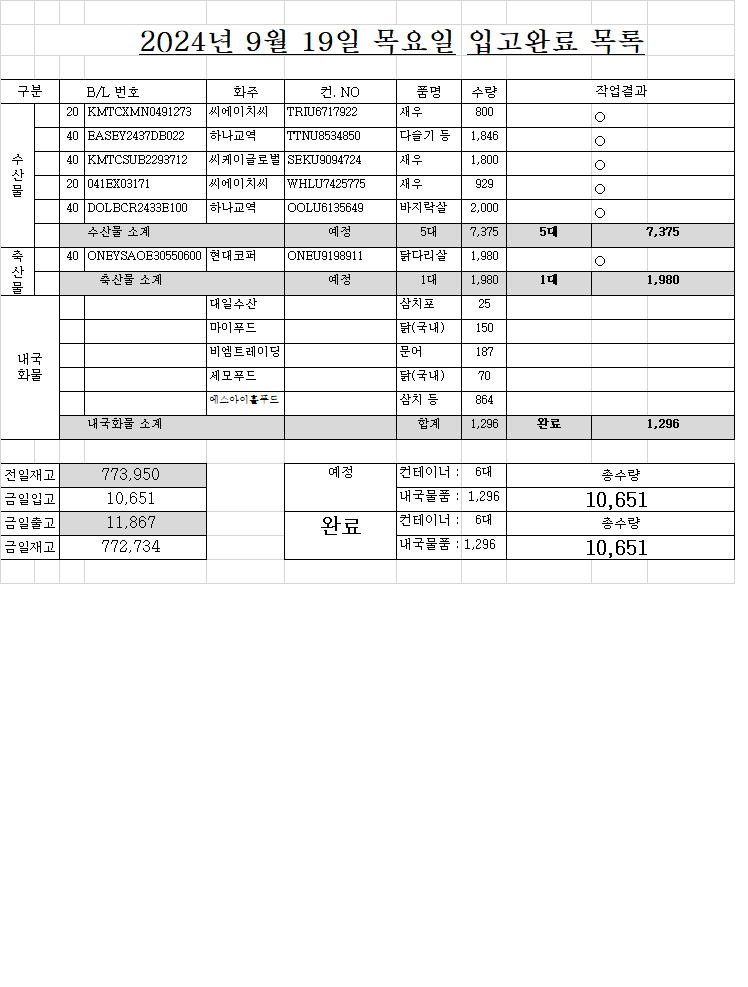 2024년 9월 19일 목요일 입고완료 목록
구분 B/L 번호 화주 컨. NO 품명 수량 작업결과
수산물
20 KMTCXMN0491273 씨에이치씨 TRIU6717922 새우 800 ○
40 EASEY2437DB022 하나교역 TTNU8534850 다슬기 등 1,846 ○
40 KMTCSUB2293712 씨케이글로벌 SEKU9094724 새우 1,800 ○
20 041EX03171 씨에이치씨 WHLU7425775 새우 929 ○
40 DOLBCR2433E100 하나교역 OOLU6135649 바지락살 2,000 ○
수산물 소계 예정 5대 7,375 5대 7,375
축산물
40 ONEYSAOE30550600 현대코퍼 ONEU9198911 닭다리살 1,980 ○
축산물 소계 예정 1대 1,980 1대 1,980
내국
화물
대일수산 삼치포 25
마이푸드 닭(국내) 150
비엠트레이딩 문어 187
제모푸드 닭(국내) 70
에스아이홀푸드 삼치 등 864
내국화물 소계 합계 1,296 완료 1,296
전일재고 773,950 예정 컨테이너 : 6대 총수량
금일입고 10,651 내국물품 : 1,296 10,651
금일출고 11,867 완료 컨테이너 : 6대 총수량
금일재고 772,734 내국물품 : 1,296 10,651